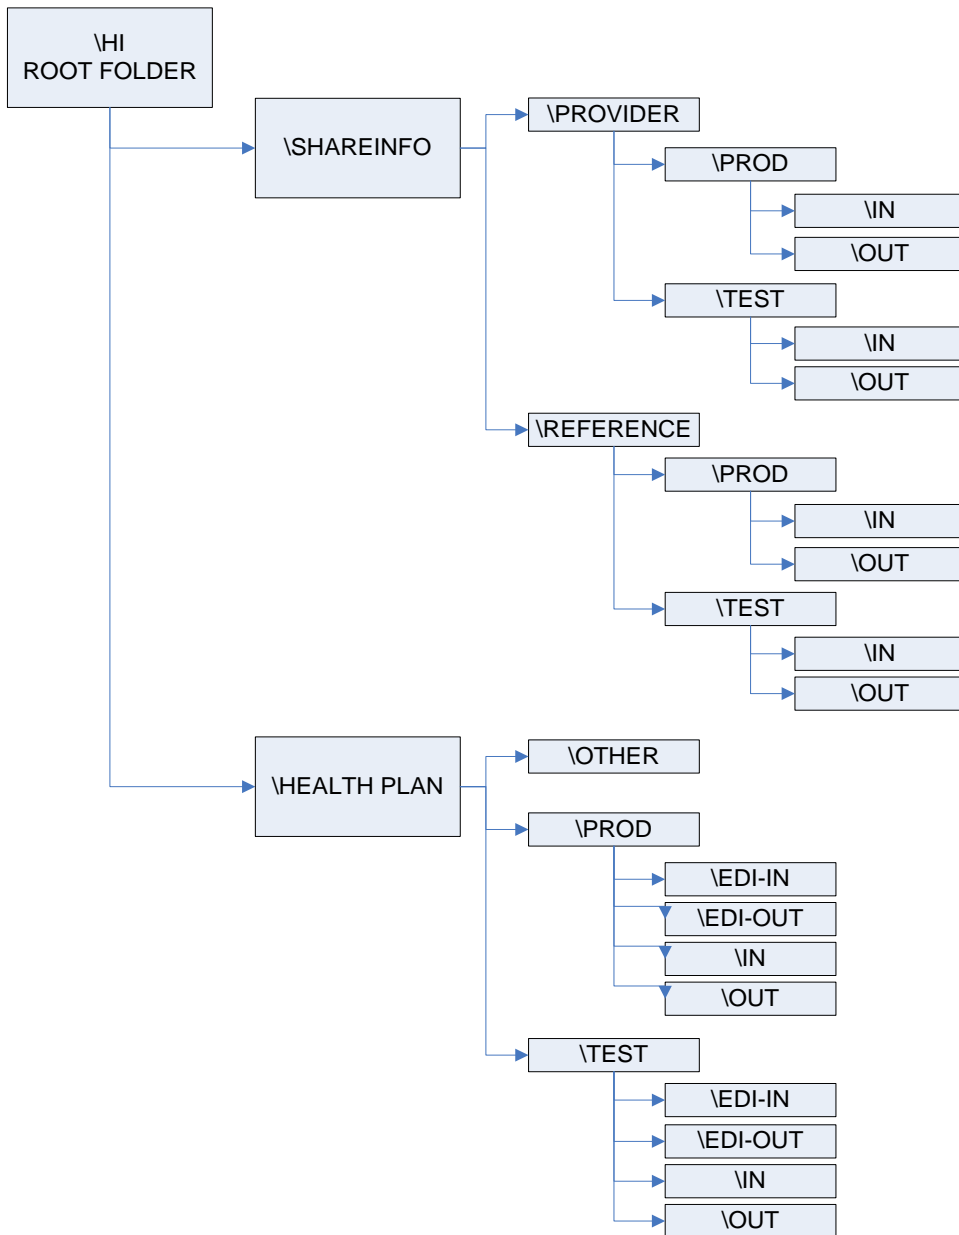 \HI
ROOT FOLDER
\SHAREINFO
\PROVIDER
\PROD
\IN
\OUT
\TEST
\IN
\OUT
\REFERENCE
\PROD
\IN
\OUT
\TEST
\IN
\OUT
\HEALTH PLAN
\OTHER
\PROD
\EDI-IN
\EDI-OUT
\IN
\OUT
\TEST
\EDI-IN
\EDI-OUT
\IN
\OUT